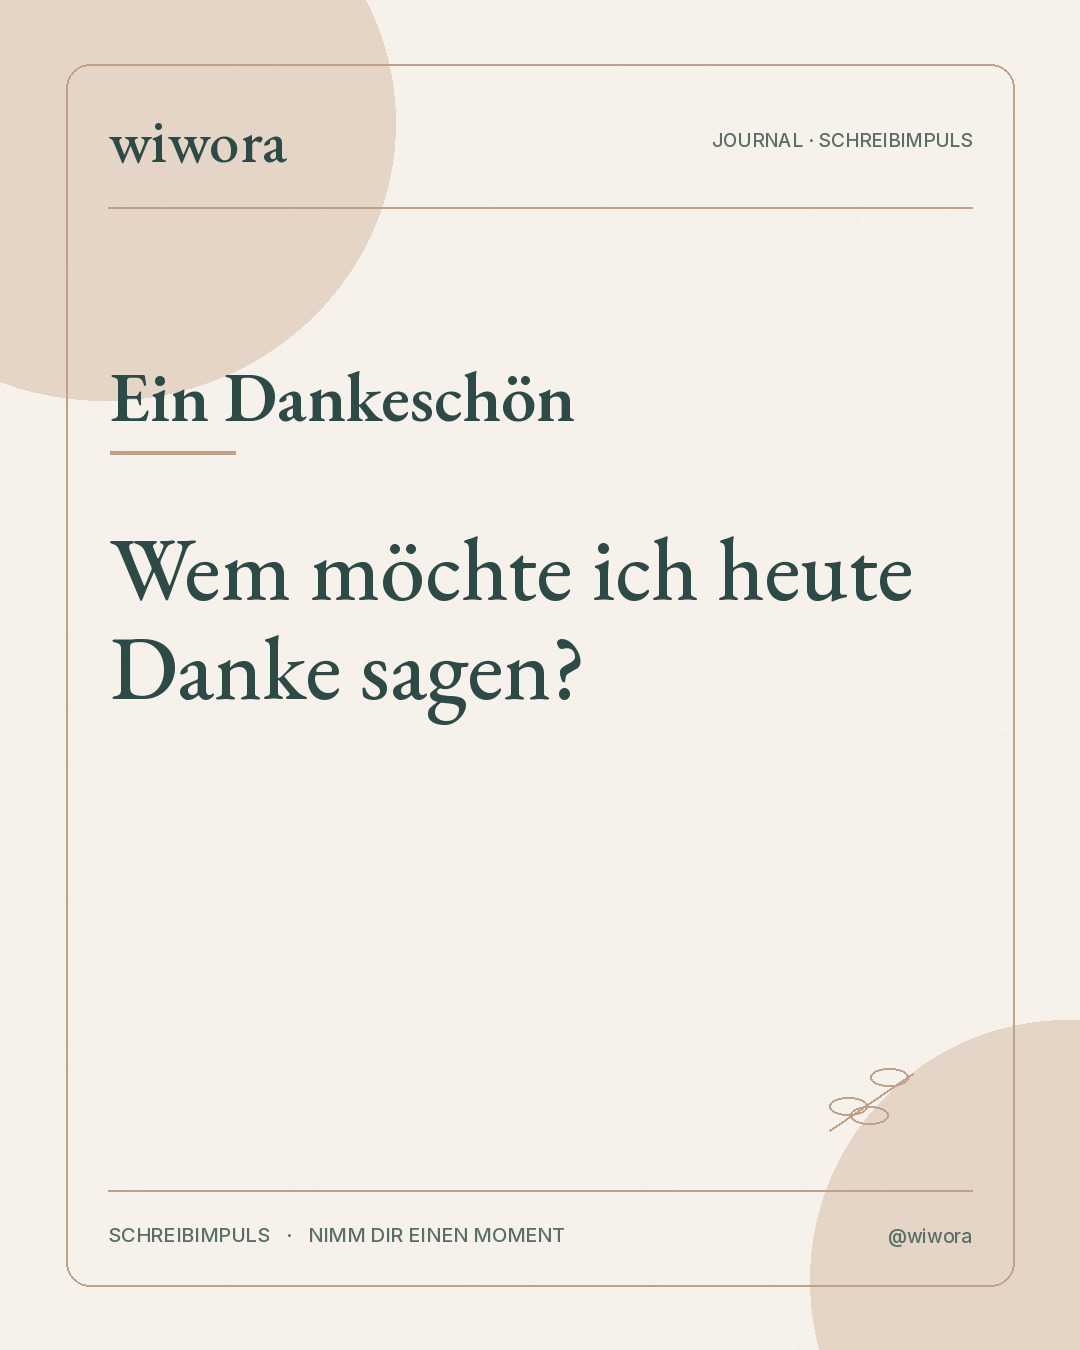 wiwora
JOURNAL · SCHREIBIMPULS
Ein Dankeschön
Wem möchte ich heute
Danke sagen?
SCHREIBIMPULS · NIMM DIR EINEN MOMENT
@wiwora